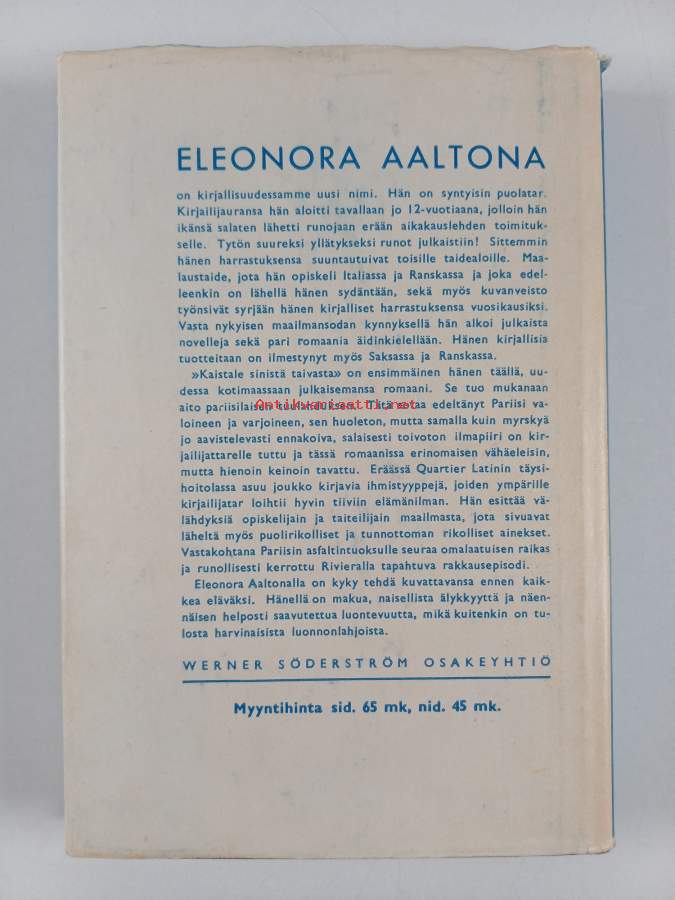 ELEONORA AALTONA
on kirjallisuudessamme uusi nimi. Hän on syntyisin puolatar.
Kirjailijauransa hän aloitti tavallaan jo 12-vuotiaana, jolloin hän
ikänsä salaten lähetti runojaan erään aikakauslehden toimituk-
selle. Tytön suureksi yllätykseksi runot julkaistiin! Sittemmin
hänen harrastuksensa suuntautuivat toisille taidealoille. Maa-
laustaide, jota hän opiskeli Italiassa ja Ranskassa ja joka edel-
leenkin on lähellä hänen sydäntään, sekä myös kuvanveisto
työnsivät syrjään hänen kirjalliset harrastuksensa vuosikausiksi.
Vasta nykyisen maailmansodan kynnyksellä hän alkoi julkaista
novelleja sekä pari romaania äidinkielellään. Hänen kirjallisia
tuotteitaan on ilmestynyt myös Saksassa ja Ranskassa.
»Kaistale sinistä taivasta» on ensimmäinen hänen täällä, uu-
dessa kotimaassaan julkaisemansa romaani. Se tuo mukanaan
aito pariisilaisen tuulahduksen. Tätä sotaa edeltänyt Pariisi va-
Antikvariaatti.net
loineen ja varjoineen, sen huoleton, mutta samalla kuin myrskyä
jo aavistelevasti ennakoiva, salaisesti toivoton ilmapiiri on kir-
jailijattarelle tuttu ja tässä romaanissa erinomaisen vähäeleisin,
mutta hienoin keinoin tavattu. Eräässä Quartier Latinin täysi-
hoitolassa asuu joukko kirjavia ihmistyyppejä, joiden ympärille
kirjailijatar loihtii hyvin tiiviin elämänilman. Hän esittää vä-
lähdyksiä opiskelijain ja taiteilijain maailmasta, jota sivuavat
läheltä myös puolirikolliset ja tunnottoman rikolliset ainekset.
Vastakohtana Pariisin asfaltintuoksulle seuraa omalaatuisen raikas
ja runollisesti kerrottu Rivieralla tapahtuva rakkausepisodi.
Eleonora Aaltonalla on kyky tehdä kuvattavansa ennen kaik-
kea eläväksi. Hänellä on makua, naisellista älykkyyttä ja näen-
näisen helposti saavutettua luontevuutta, mikä kuitenkin on tu-
losta harvinaisista luonnonlahjoista.
WERNER SÖDERSTRÖM OSAKEYHTIÖ
Myyntihinta sid. 65 mk, nid. 45 mk.